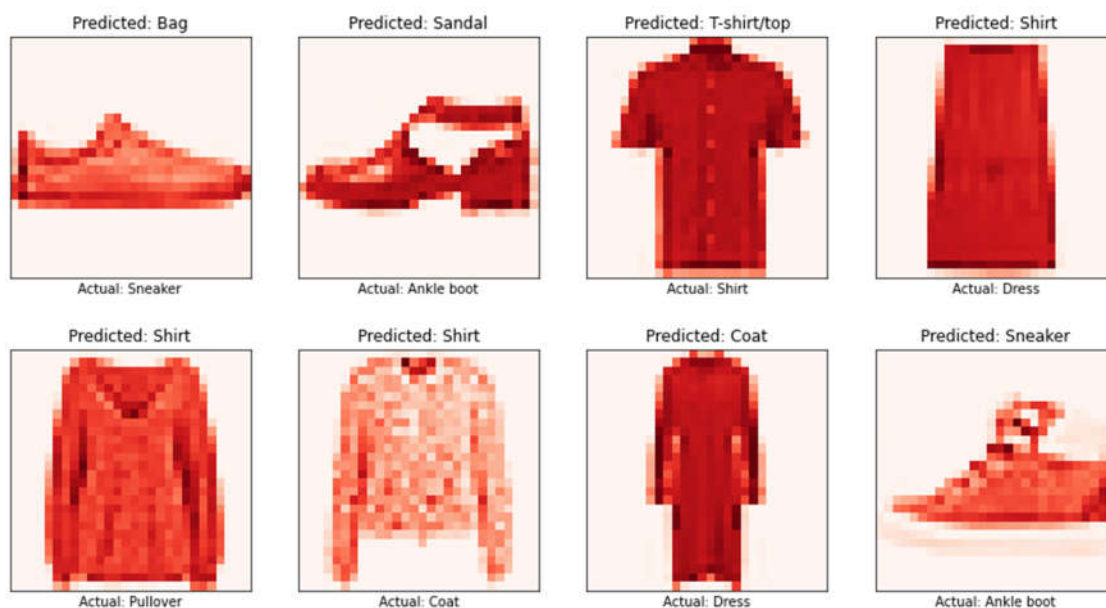 Predicted: Bag
Predicted: Sandal
Predicted: T-shirt/top
Predicted: Shirt
Actual: Sneaker
Actual: Ankle boot
Actual: Shirt
Actual: Dress
Predicted: Shirt
Predicted: Shirt
Predicted: Coat
Predicted: Sneaker
Actual: Pullover
Actual: Coat
Actual: Dress
Actual: Ankle boot